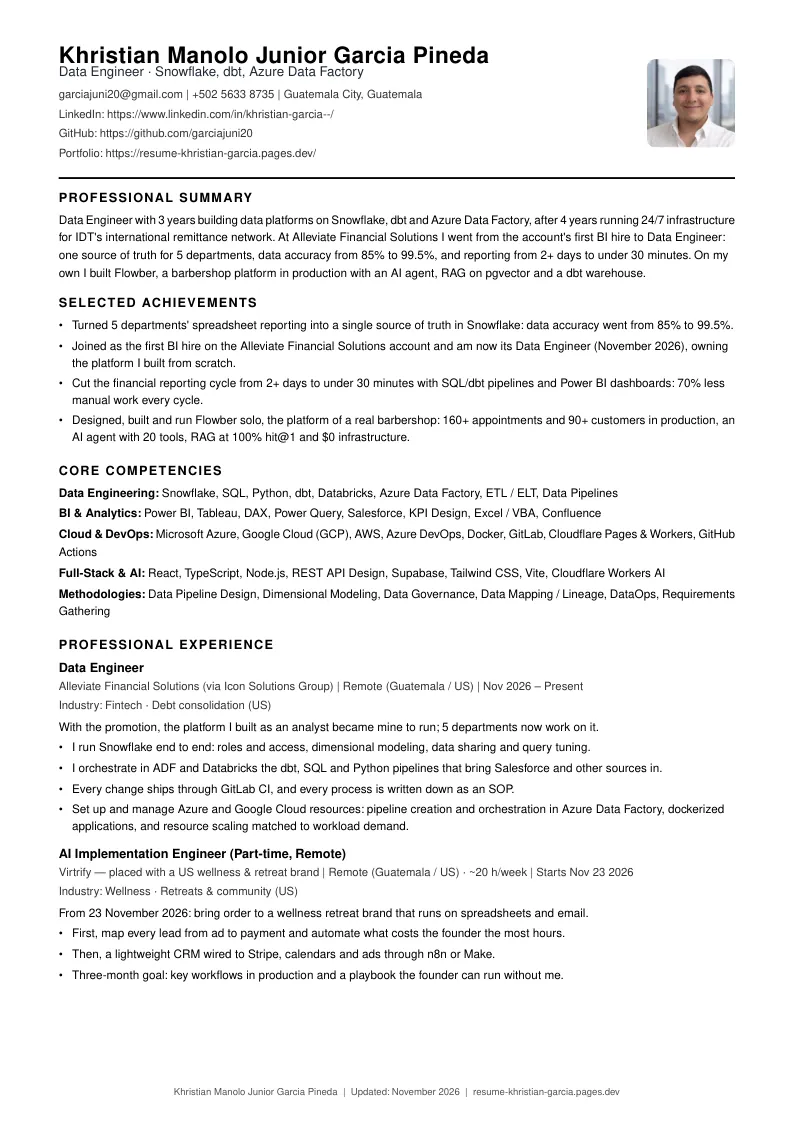 Khristian Manolo Junior Garcia Pineda
Data Engineer · Snowflake, dbt, Azure Data Factory
garciajuni20@gmail.com | +502 5633 8735 | Guatemala City, Guatemala
LinkedIn: https://www.linkedin.com/in/khristian-garcia--/
GitHub: https://github.com/garciajuni20
Portfolio: https://resume-khristian-garcia.pages.dev/
PROFESSIONAL SUMMARY
Data Engineer with 3 years building data platforms on Snowflake, dbt and Azure Data Factory, after 4 years running 24/7 infrastructure
for IDT's international remittance network. At Alleviate Financial Solutions I went from the account's first BI hire to Data Engineer:
one source of truth for 5 departments, data accuracy from 85% to 99.5%, and reporting from 2+ days to under 30 minutes. On my
own I built Flowber, a barbershop platform in production with an AI agent, RAG on pgvector and a dbt warehouse.
SELECTED ACHIEVEMENTS
• Turned 5 departments' spreadsheet reporting into a single source of truth in Snowflake: data accuracy went from 85% to 99.5%.
• Joined as the first BI hire on the Alleviate Financial Solutions account and am now its Data Engineer (November 2026), owning
the platform I built from scratch.
• Cut the financial reporting cycle from 2+ days to under 30 minutes with SQL/dbt pipelines and Power BI dashboards: 70% less
manual work every cycle.
• Designed, built and run Flowber solo, the platform of a real barbershop: 160+ appointments and 90+ customers in production, an
AI agent with 20 tools, RAG at 100% hit@1 and $0 infrastructure.
CORE COMPETENCIES
Data Engineering: Snowflake, SQL, Python, dbt, Databricks, Azure Data Factory, ETL / ELT, Data Pipelines
BI & Analytics: Power BI, Tableau, DAX, Power Query, Salesforce, KPI Design, Excel / VBA, Confluence
Cloud & DevOps: Microsoft Azure, Google Cloud (GCP), AWS, Azure DevOps, Docker, GitLab, Cloudflare Pages & Workers, GitHub
Actions
Full-Stack & AI: React, TypeScript, Node.js, REST API Design, Supabase, Tailwind CSS, Vite, Cloudflare Workers AI
Methodologies: Data Pipeline Design, Dimensional Modeling, Data Governance, Data Mapping / Lineage, DataOps, Requirements
Gathering
PROFESSIONAL EXPERIENCE
Data Engineer
Alleviate Financial Solutions (via Icon Solutions Group) | Remote (Guatemala / US) | Nov 2026 – Present
Industry: Fintech · Debt consolidation (US)
With the promotion, the platform I built as an analyst became mine to run; 5 departments now work on it.
• I run Snowflake end to end: roles and access, dimensional modeling, data sharing and query tuning.
• I orchestrate in ADF and Databricks the dbt, SQL and Python pipelines that bring Salesforce and other sources in.
• Every change ships through GitLab CI, and every process is written down as an SOP.
• Set up and manage Azure and Google Cloud resources: pipeline creation and orchestration in Azure Data Factory, dockerized
applications, and resource scaling matched to workload demand.
AI Implementation Engineer (Part-time, Remote)
Virtrify — placed with a US wellness & retreat brand | Remote (Guatemala / US) · ~20 h/week | Starts Nov 23 2026
Industry: Wellness · Retreats & community (US)
From 23 November 2026: bring order to a wellness retreat brand that runs on spreadsheets and email.
• First, map every lead from ad to payment and automate what costs the founder the most hours.
• Then, a lightweight CRM wired to Stripe, calendars and ads through n8n or Make.
• Three-month goal: key workflows in production and a playbook the founder can run without me.
Khristian Manolo Junior Garcia Pineda | Updated: November 2026 | resume-khristian-garcia.pages.dev